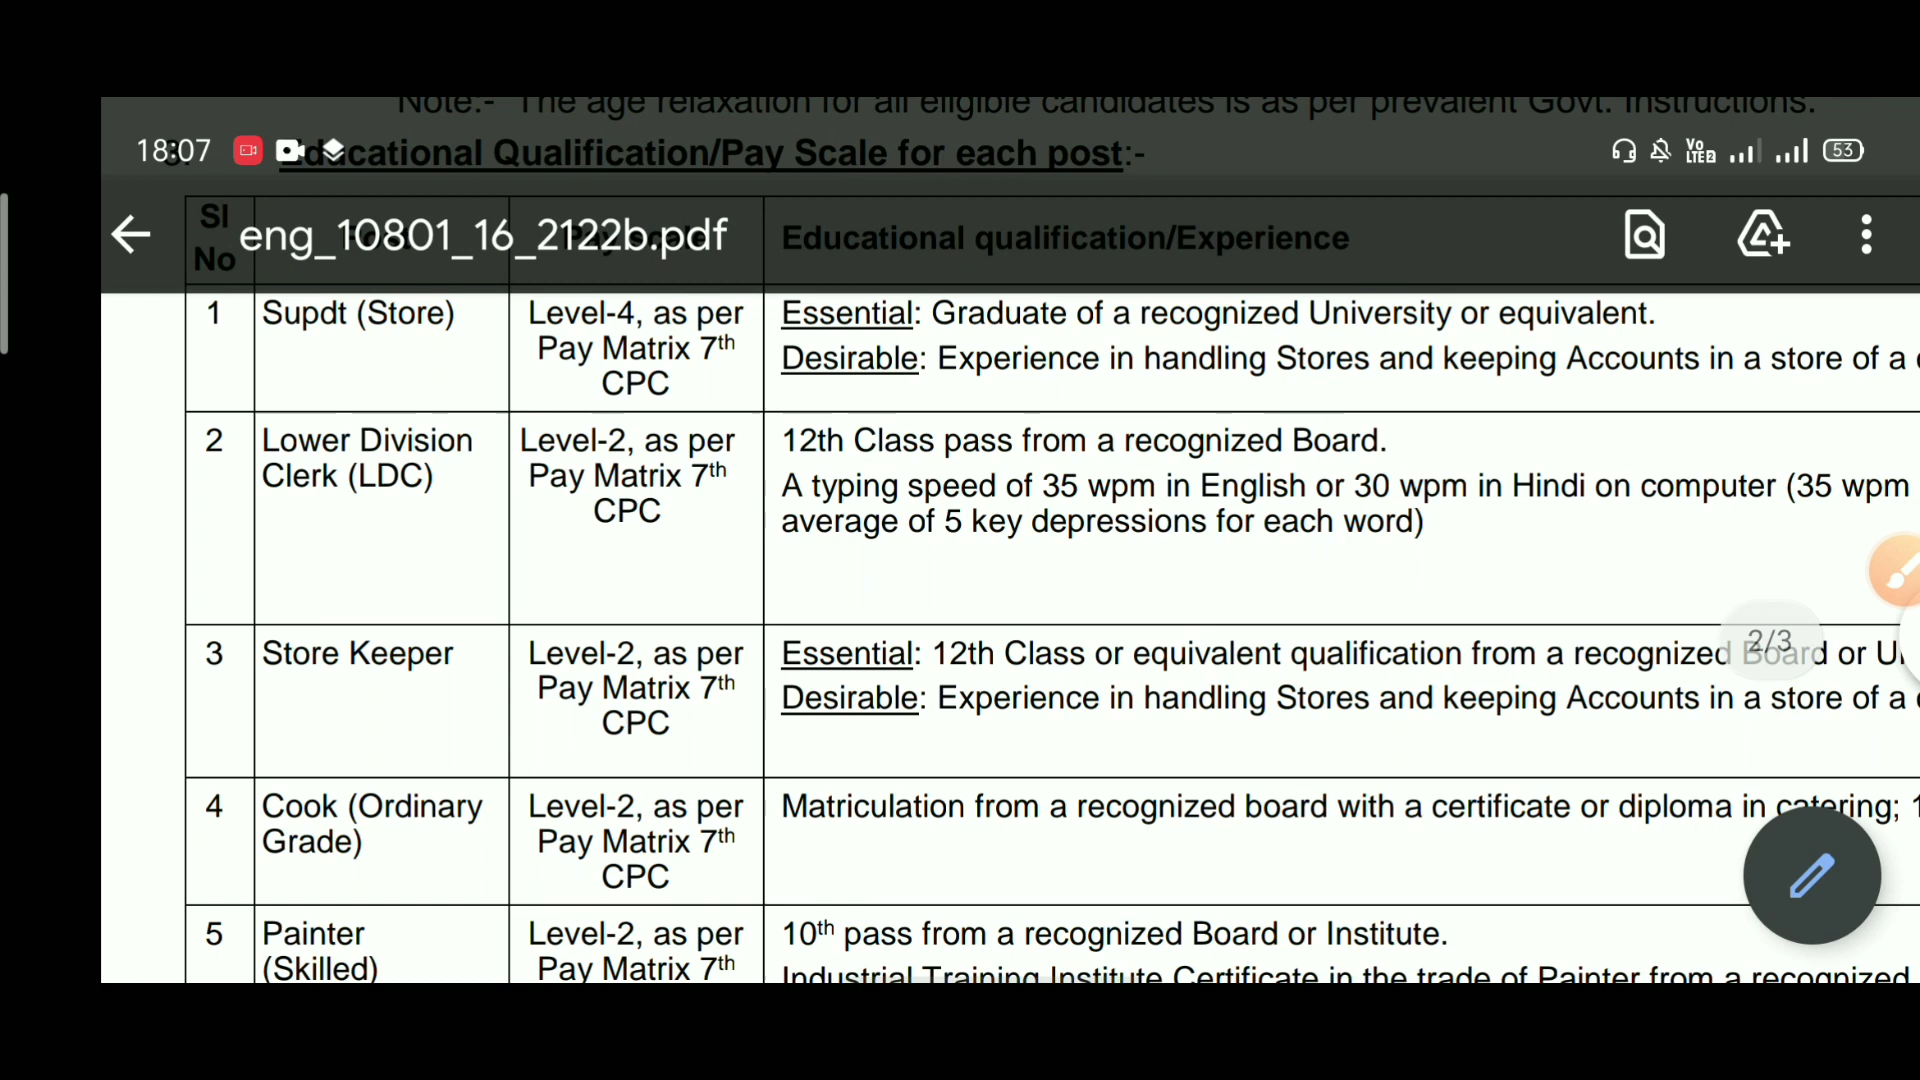 Note:- The age relaxation for all eligible candidates is as per prevalent Govt. Instructions.
18:07
Educational Qualification/Pay Scale for each post:-
Vo LTE2
53
Sl No
eng_10801_16_2122b.pdf
Educational qualification/Experience
1
Supdt (Store)
Level-4, as per
Pay Matrix 7th
CPC
Essential: Graduate of a recognized University or equivalent.
Desirable: Experience in handling Stores and keeping Accounts in a store of a
2
Lower Division
Clerk (LDC)
Level-2, as per
Pay Matrix 7th
CPC
12th Class pass from a recognized Board.
A typing speed of 35 wpm in English or 30 wpm in Hindi on computer (35 wpm
average of 5 key depressions for each word)
3
Store Keeper
Level-2, as per
Pay Matrix 7th
CPC
Essential: 12th Class or equivalent qualification from a recognized Board or
2/3
Desirable: Experience in handling Stores and keeping Accounts in a store of a
4
Cook (Ordinary
Grade)
Level-2, as per
Pay Matrix 7th
CPC
Matriculation from a recognized board with a certificate or diploma in catering;
5
Painter
(Skilled)
Level-2, as per
Pay Matrix 7th
10th pass from a recognized Board or Institute.
Industrial Training Institute Certificate in the trade of Painter from a recognized